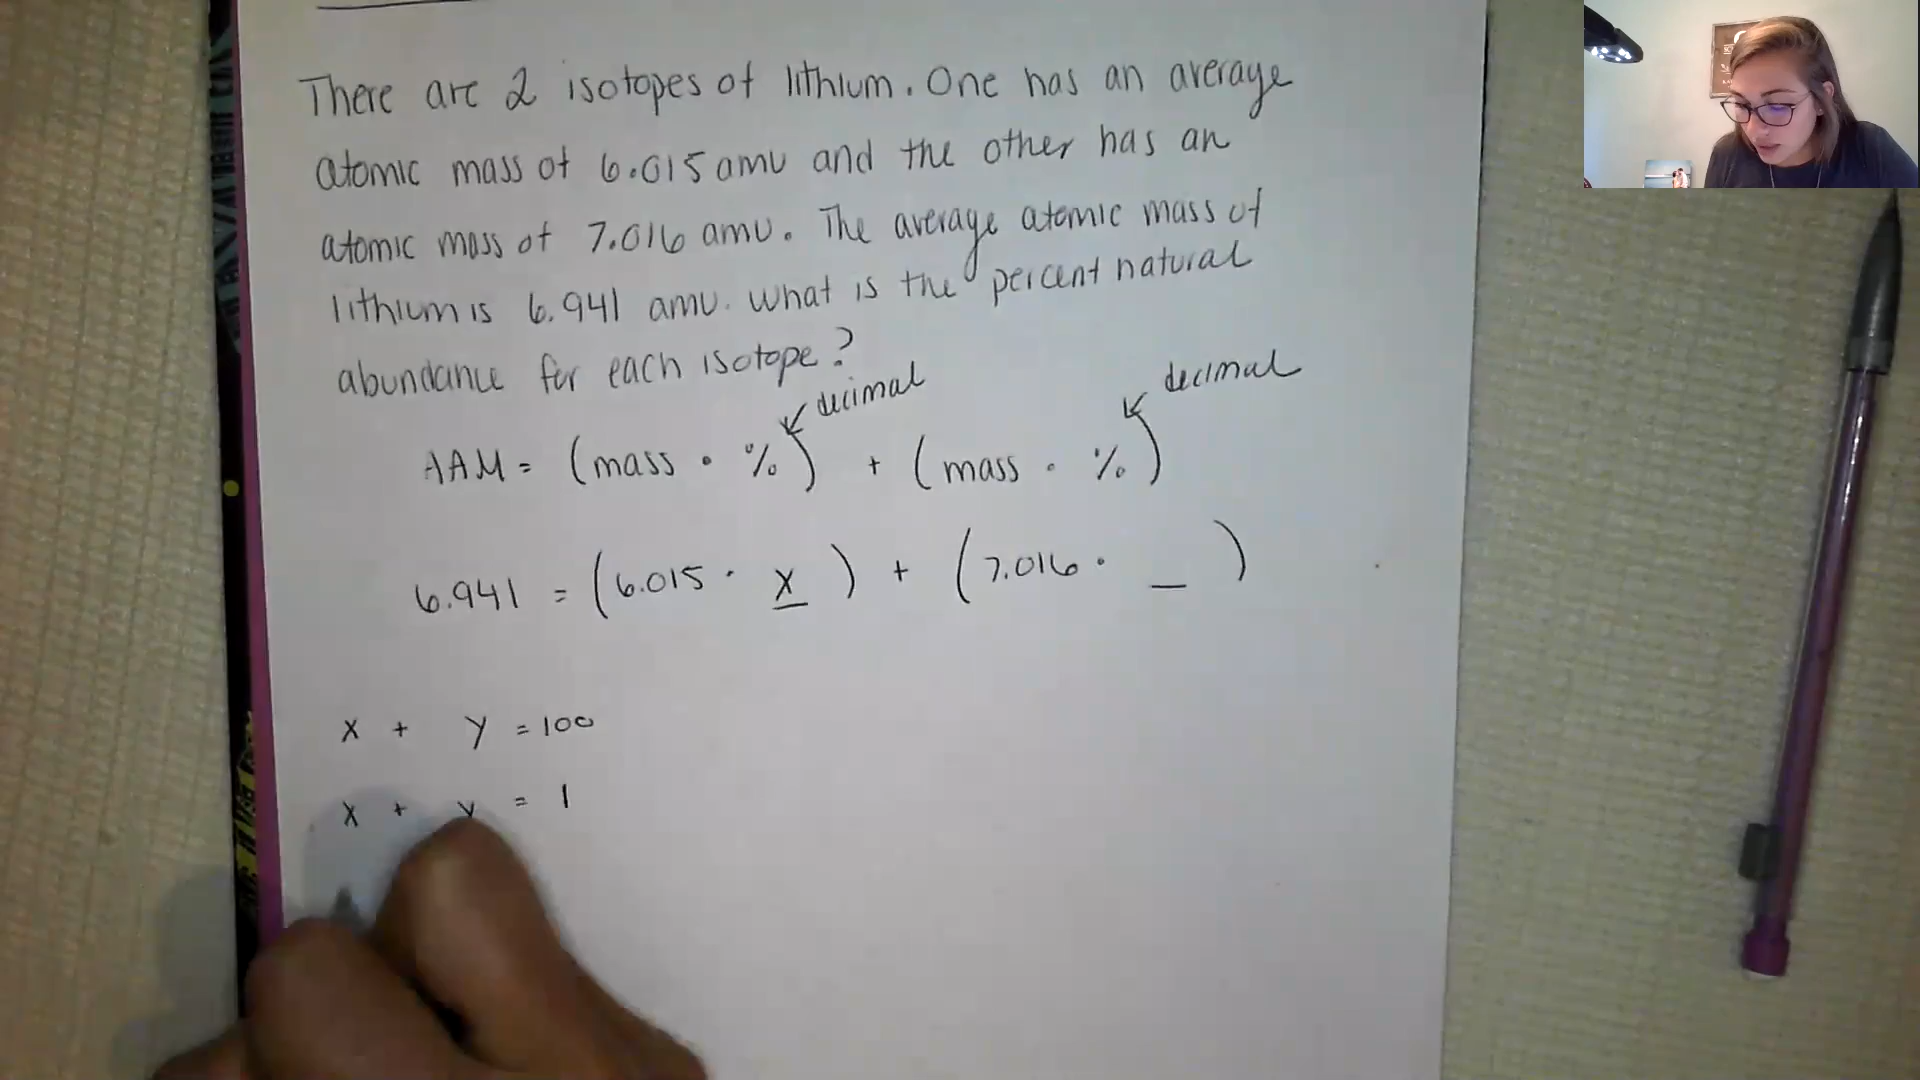 There are 2 isotopes of lithium. One has an average
atomic mass of 6.015 amu and the other has an
atomic mass of 7.016 amu. The average atomic mass of
lithium is 6.941 amu. What is the percent natural
abundance for each isotope?
decimal decimal
AAM = (mass • %) + (mass • %)
6.941 = (6.015 • x) + (7.016 • _)
x + y = 100
x + y = 1